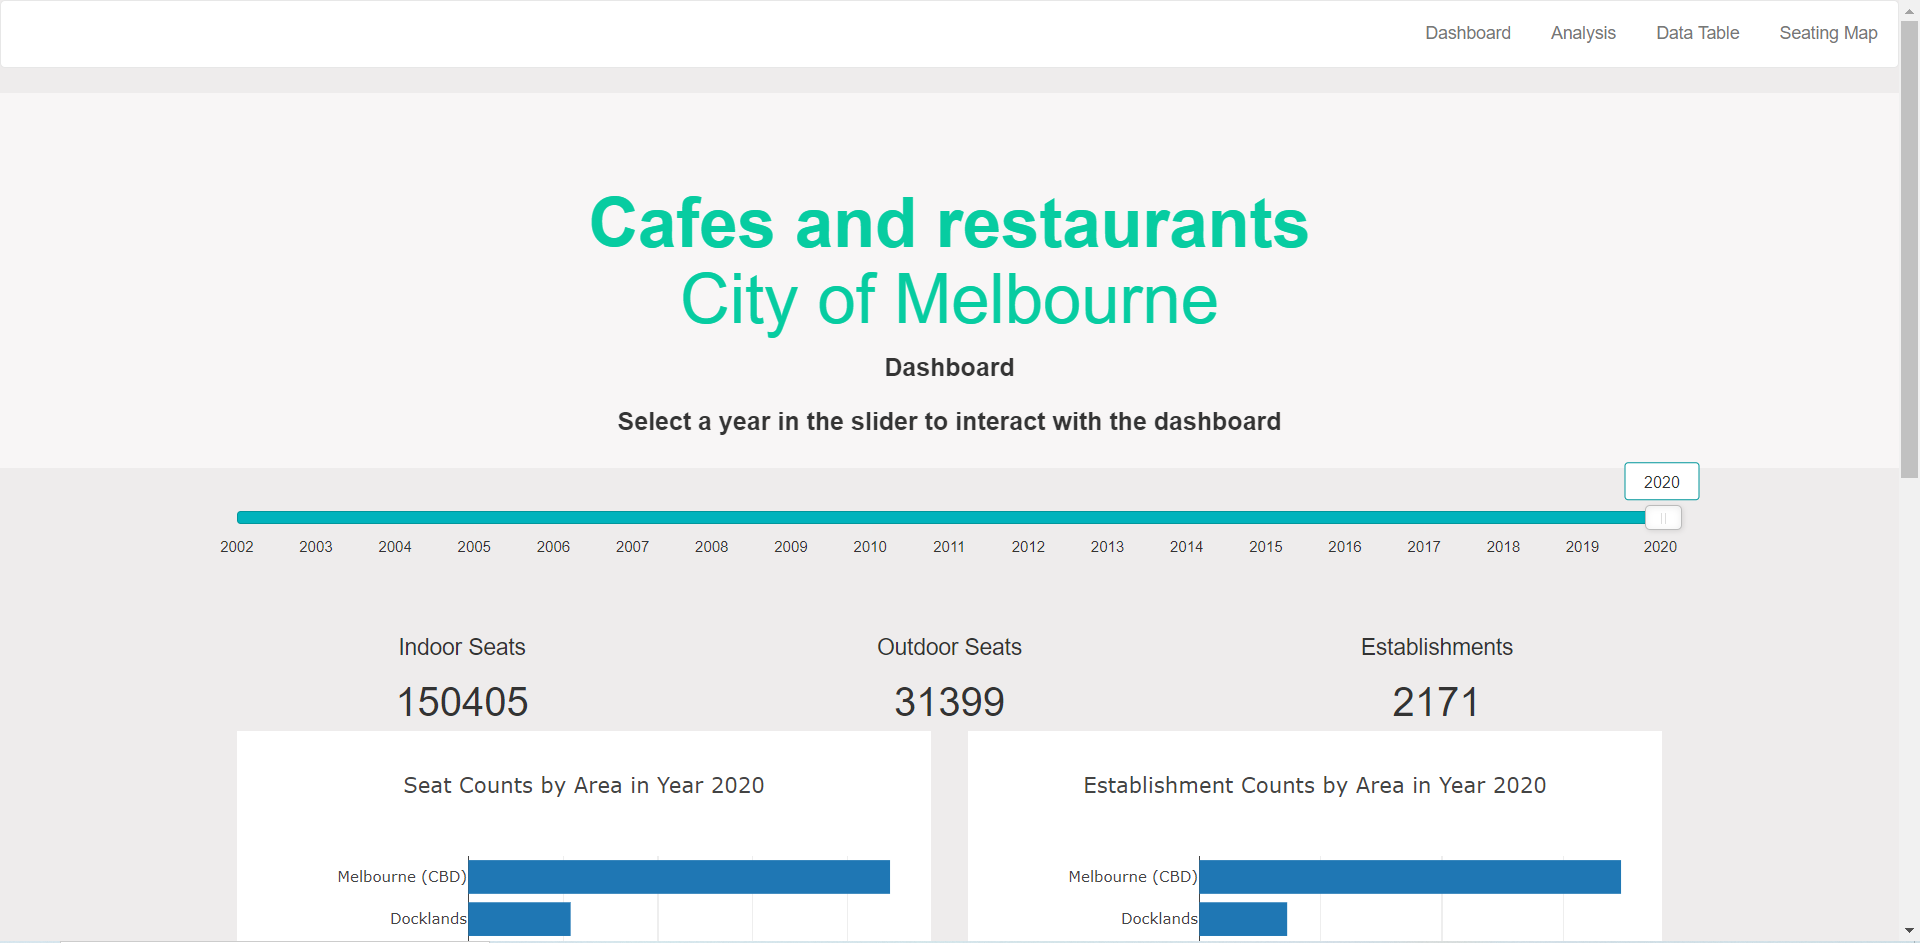 Dashboard Analysis Data Table Seating Map
Cafes and restaurants
City of Melbourne
Dashboard
Select a year in the slider to interact with the dashboard
2020
2002 2003 2004 2005 2006 2007 2008 2009 2010 2011 2012 2013 2014 2015 2016 2017 2018 2019 2020
Indoor Seats Outdoor Seats Establishments
150405 31399 2171
Seat Counts by Area in Year 2020
Melbourne (CBD)
Docklands
Establishment Counts by Area in Year 2020
Melbourne (CBD)
Docklands